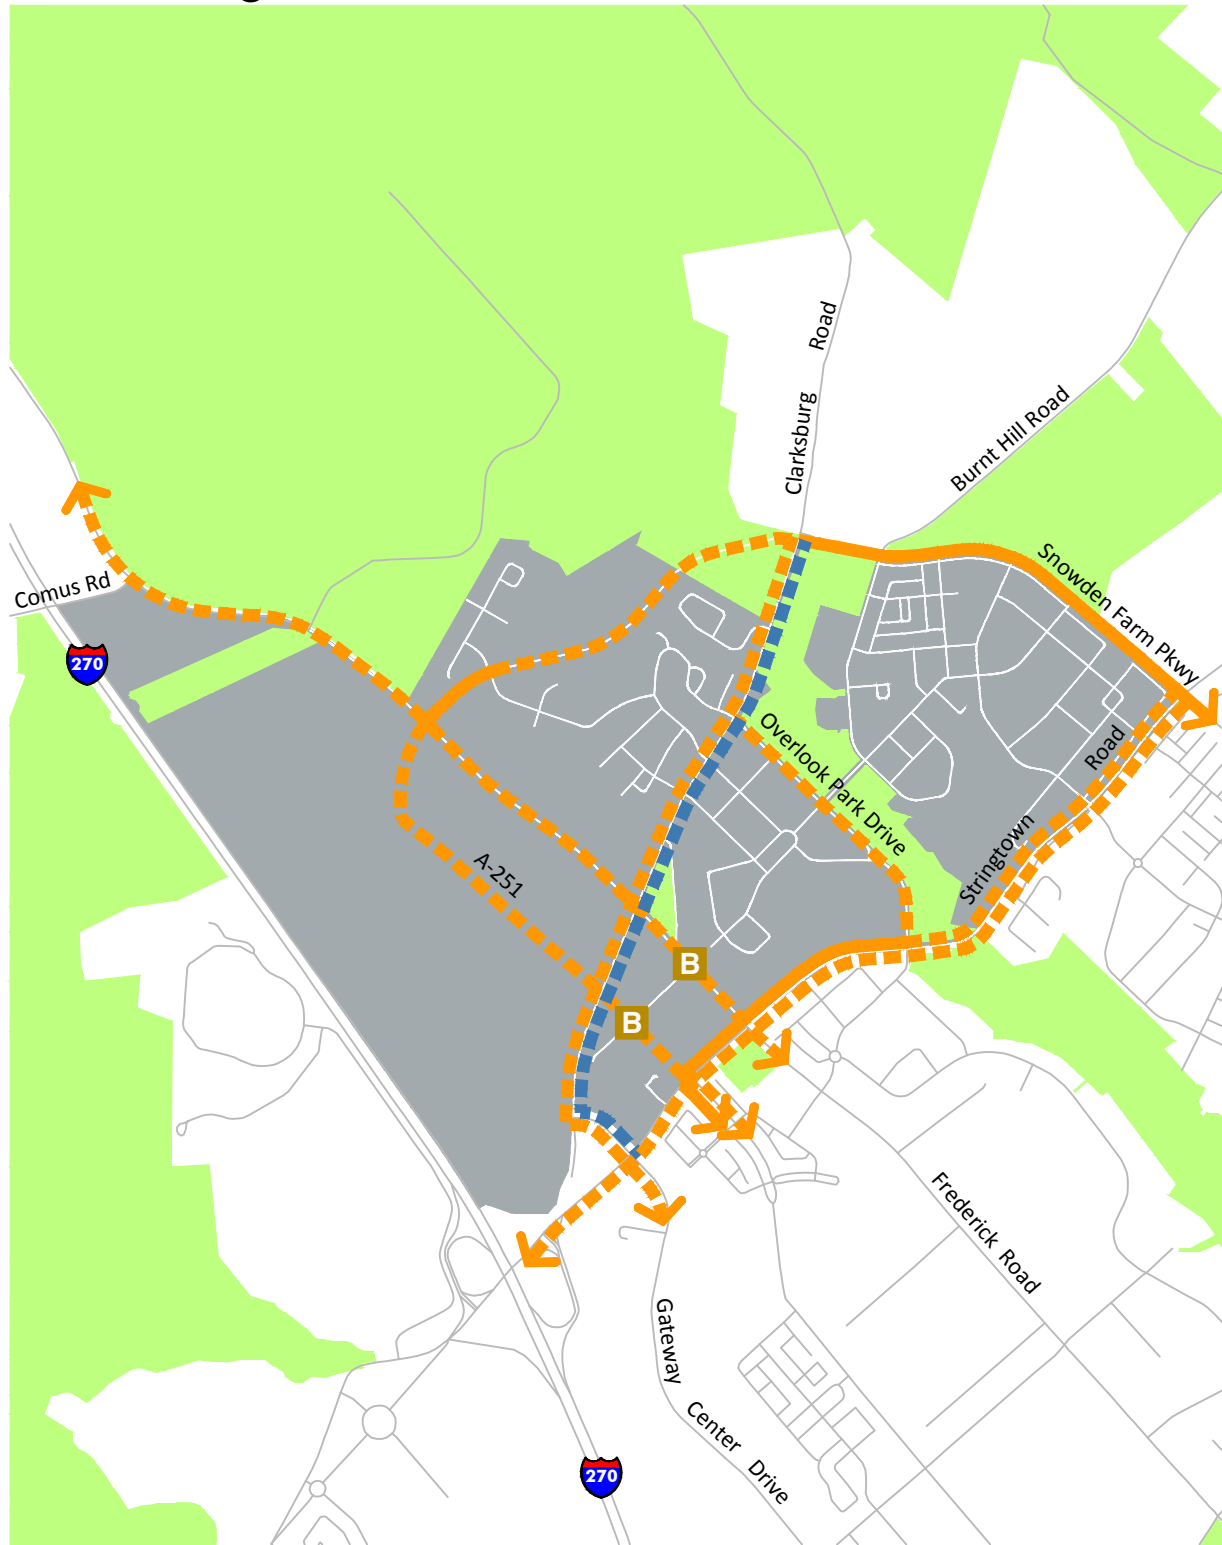 Road
Clarksburg
Burnt Hill Road
Snowden Farm Pkwy
Comus Rd
270
Overlook Park Drive
Road
Stringtown
A-251
B
B
Frederick Road
Gateway
Center Drive
270